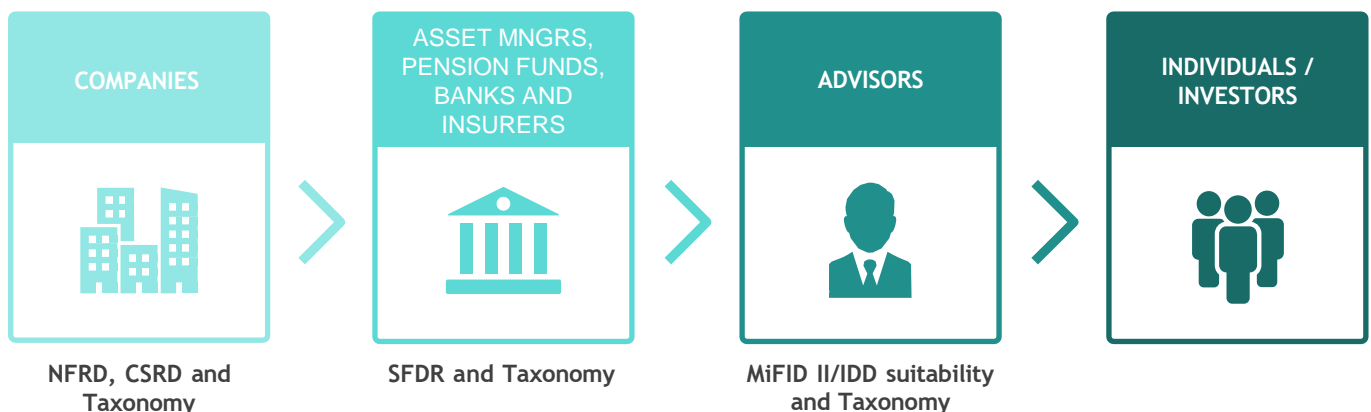 COMPANIES
NFRD, CSRD and
Taxonomy
ASSET MNGRS,
PENSION FUNDS,
BANKS AND
INSURERS
SFDR and Taxonomy
ADVISORS
MiFID II/IDD suitability
and Taxonomy
INDIVIDUALS /
INVESTORS